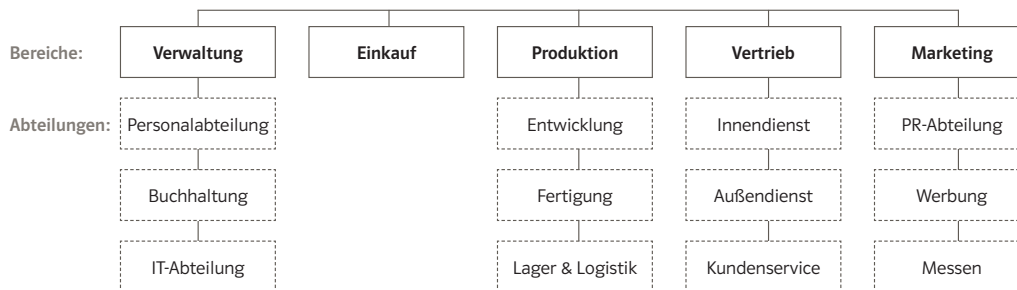 Bereiche: Verwaltung Einkauf Produktion Vertrieb Marketing
Abteilungen: Personalabteilung Entwicklung Innendienst PR-Abteilung
Buchhaltung Fertigung Außendienst Werbung
IT-Abteilung Lager & Logistik Kundenservice Messen